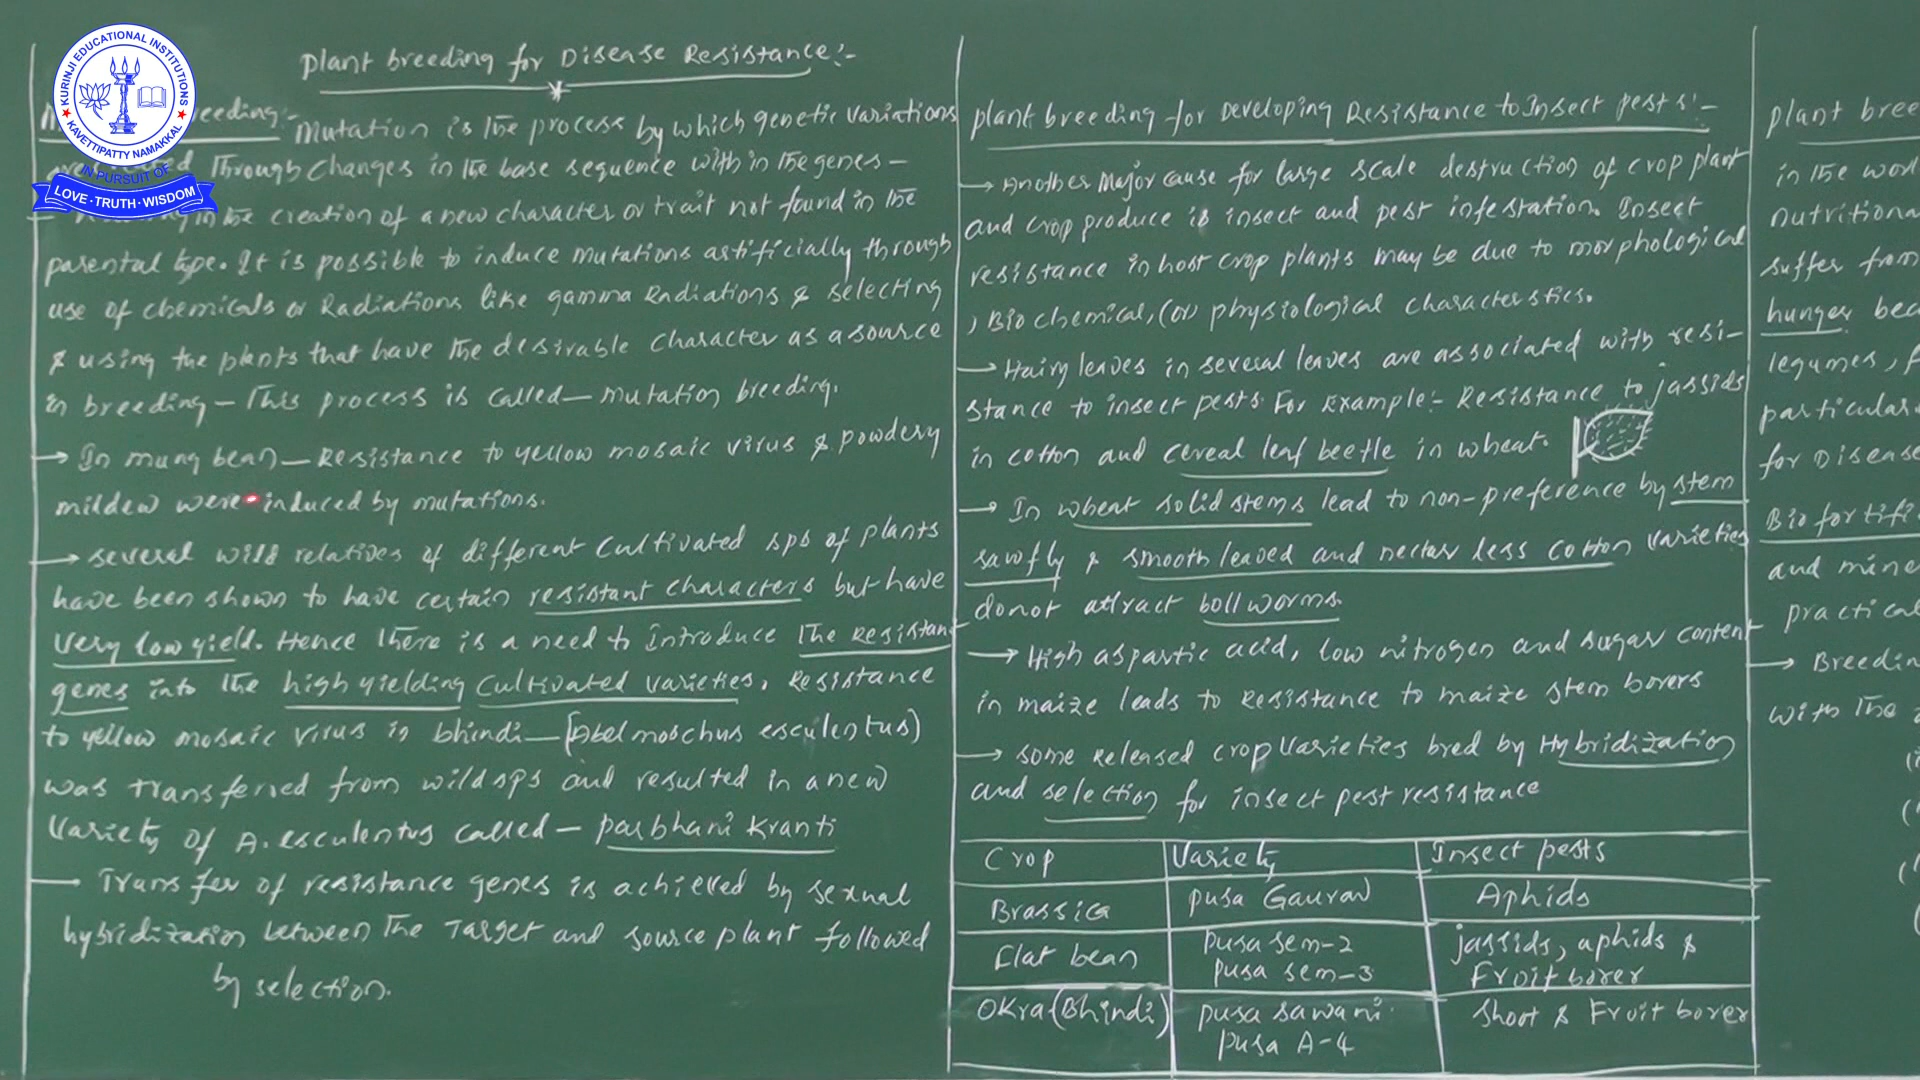 KURINJI EDUCATIONAL INSTITUTIONS
KAVETTIPATTY NAMAKKAL
IN PURSUIT OF
LOVE · TRUTH · WISDOM
Plant breeding for Disease Resistance:-
eeding:- Mutation is the process by which genetic variations
through changes in the base sequence with in the genes –
in the creation of a new character or trait not found in the
parental type. It is possible to induce mutations artificially through
use of chemicals or Radiations like gamma Radiations & selecting
& using the plants that have the desirable character as a source
in breeding – This process is called – mutation breeding.
→ In mung bean – Resistance to yellow mosaic virus & powdery
mildew were induced by mutations.
→ several wild relatives of different cultivated sps of plants
have been shown to have certain resistant characters but have
very low yield. Hence there is a need to Introduce The Resistan
genes into the high yielding cultivated varieties. Resistance
to yellow mosaic virus in bhindi – (Abelmoschus esculentus)
was transferred from wild sps and resulted in a new
Variety of A. esculentus called – parbhani kranti
– Transfer of resistance genes is achieved by sexual
hybridization between the Target and source plant followed
by selection.
plant breeding for Developing Resistance to Insect pests:-
→ Another Major cause for large scale destruction of crop plant
and crop produce is insect and pest infestation. Insect
resistance in host crop plants may be due to morphological
, Bio chemical, (or) physiological characterstics.
→ Hairy leaves in several leaves are associated with resi-
stance to insect pests. For Example:- Resistance to jassids
in cotton and cereal leaf beetle in wheat.
→ In wheat solid stems lead to non-preference by stem
sawfly & smooth leaved and nectar less cotton varieties
donot attract bollworms.
→ High aspartic acid, low nitrogen and sugar content
in maize leads to Resistance to maize stem borers
→ Some Released crop Varieties bred by Hybridization
and selection for insect pest resistance
Crop Variety Insect pests
Brassica pusa Gaurav Aphids
Flat bean pusa sem-2 jassids, aphids &
pusa sem-3 Fruit borer
Okra (Bhindi) pusa sawani Shoot & Fruit borer
pusa A-4
plant bree
in the worl
nutritiona
suffer from
hunger beca
legumes, f
particular
for Disease
Bio fortifi
and mine
practical
→ Breedin
with the